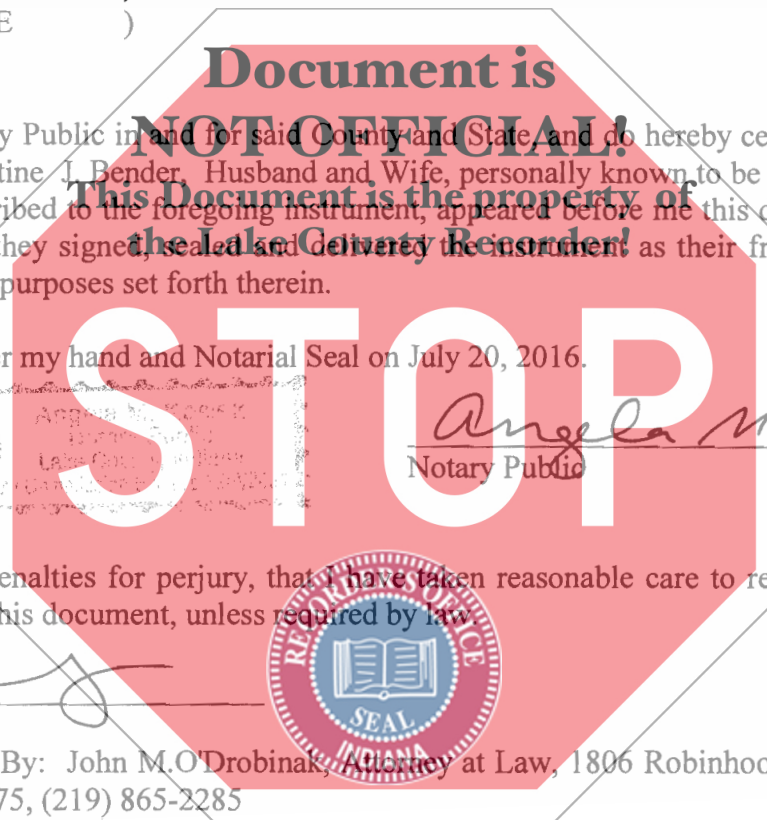 E )
Document is
NOT OFFICIAL!
This Document is the property of
the Lake County Recorder!
y Public in and for said County and State, and do hereby ce
tine J. Bender, Husband and Wife, personally known to be
ibed to the foregoing instrument, appeared before me this
hey signed, sealed and delivered the instrument as their fr
purposes set forth therein.
r my hand and Notarial Seal on July 20, 2016.
STOP
Angela M
Notary Public
enalties for perjury, that I have taken reasonable care to re
his document, unless required by law.
RECORDER'S OFFICE
SEAL
INDIANA
By: John M.O'Drobinak, Attorney at Law, 1806 Robinhoo
75, (219) 865-2285